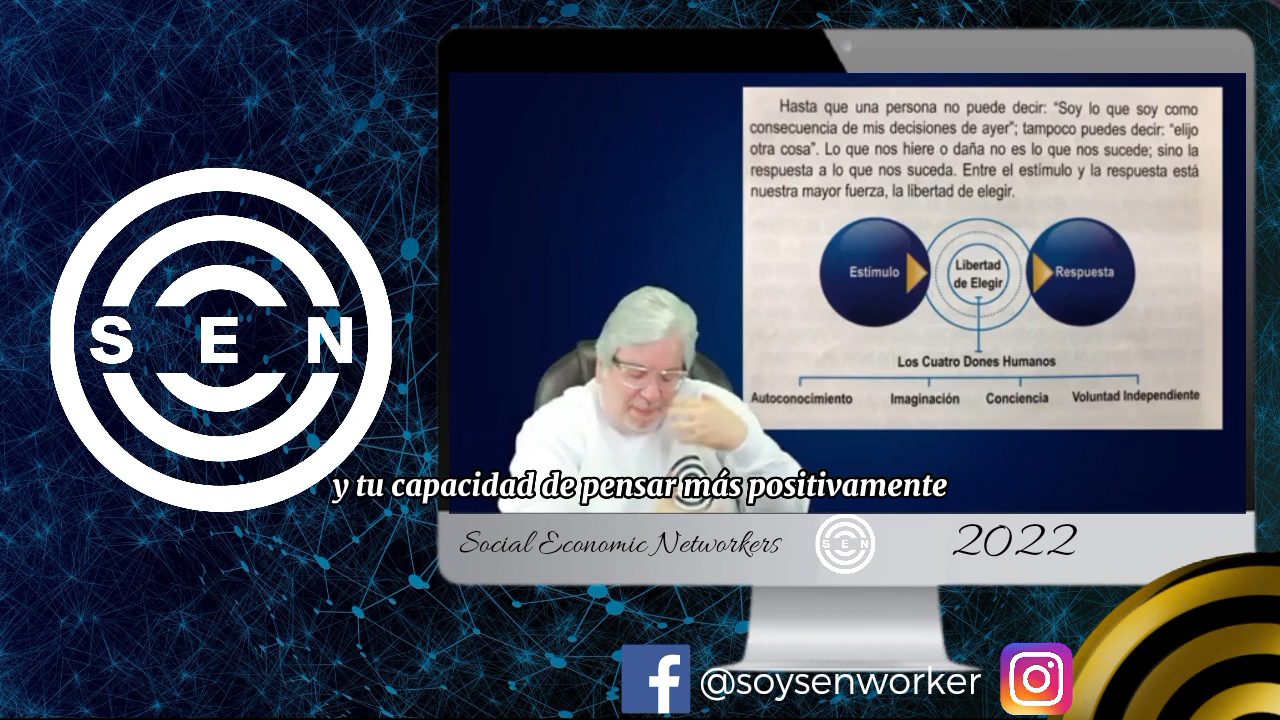 S E N
Hasta que una persona no puede decir: "Soy lo que soy como
consecuencia de mis decisiones de ayer"; tampoco puedes decir: "elijo
otra cosa". Lo que nos hiere o daña no es lo que nos sucede; sino la
respuesta a lo que nos suceda. Entre el estímulo y la respuesta está
nuestra mayor fuerza, la libertad de elegir.
Estímulo
Libertad
de Elegir
Respuesta
Los Cuatro Dones Humanos
Autoconocimiento Imaginación Conciencia Voluntad Independiente
y tu capacidad de pensar más positivamente
Social Economic Networkers
S E N
2022
@soysenworker